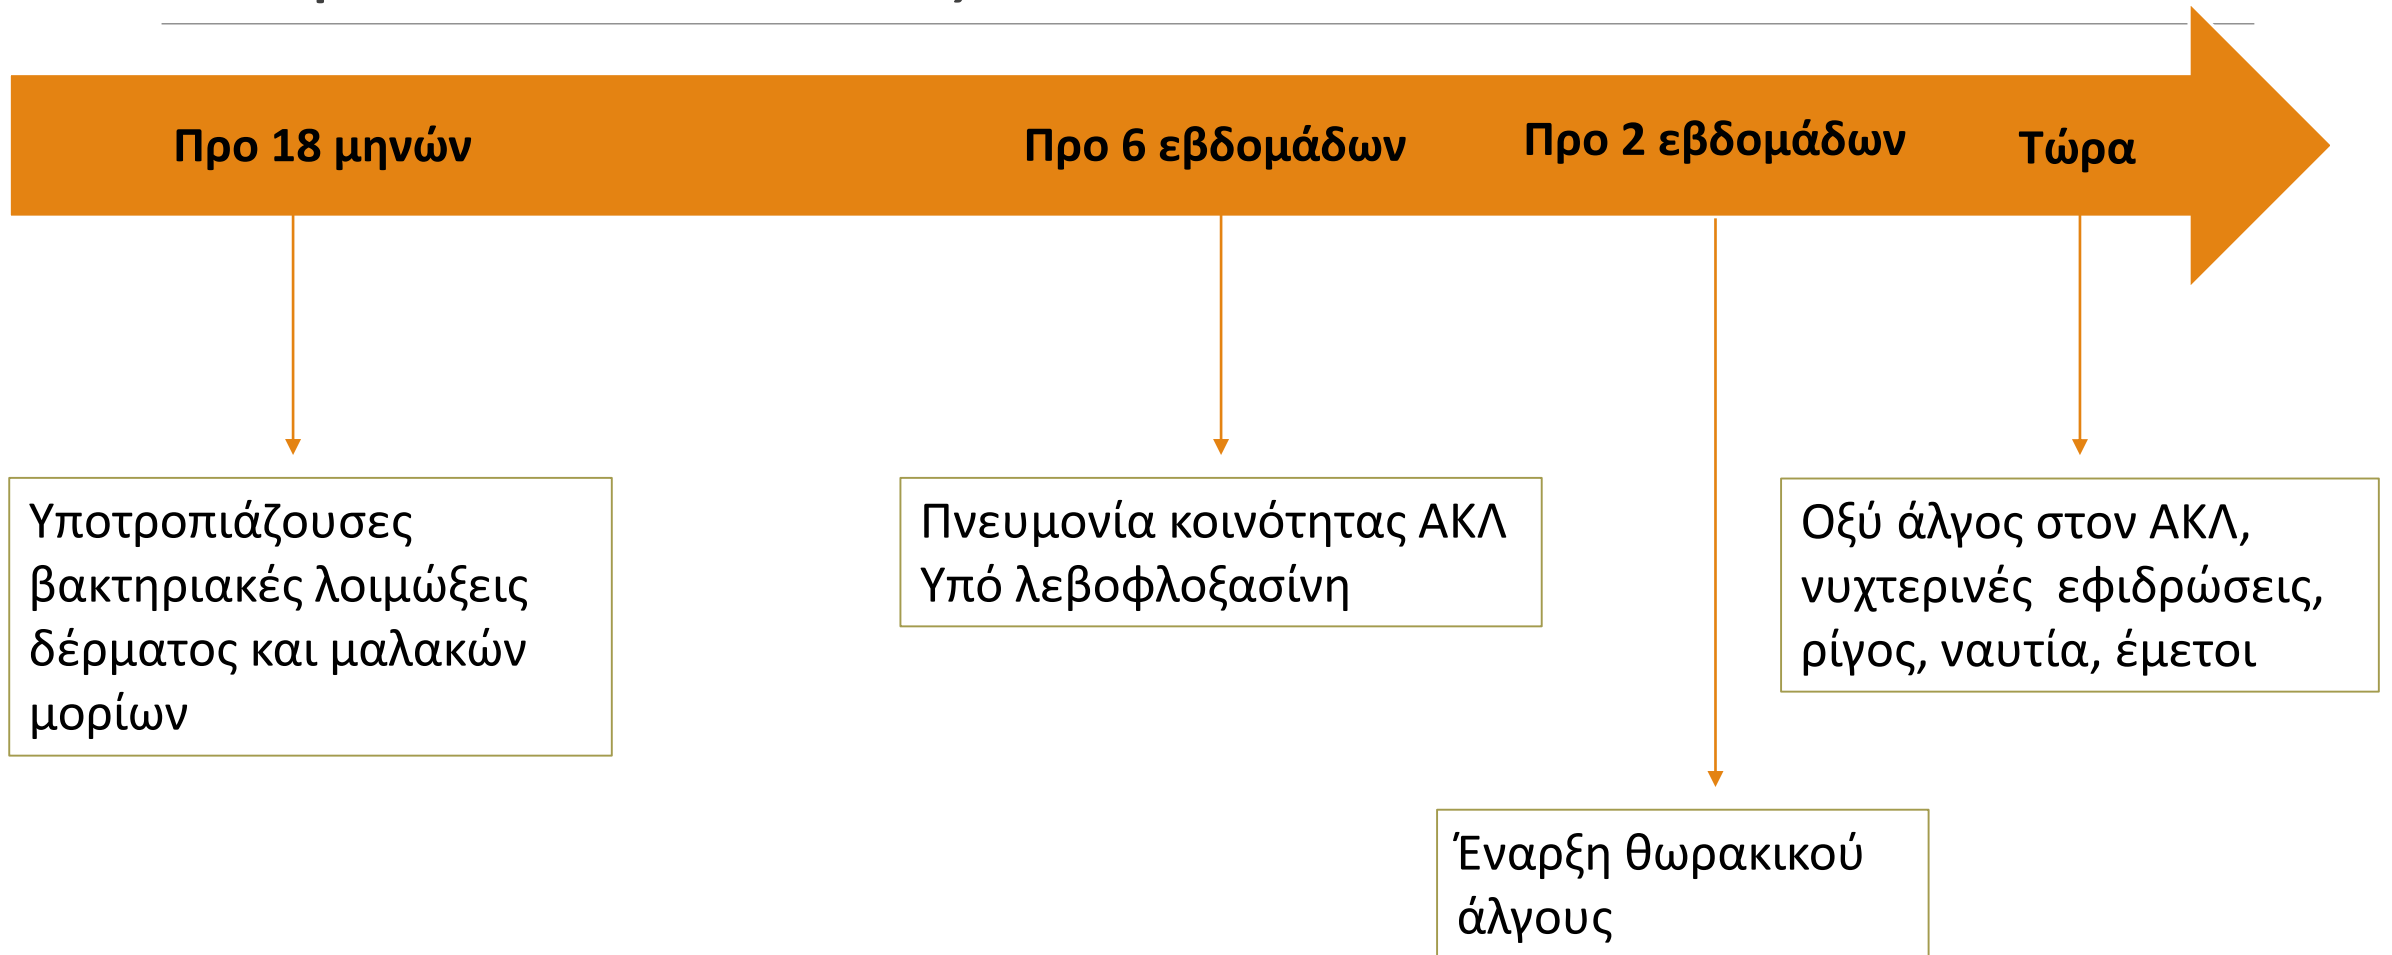 Προ 18 μηνών
Προ 6 εβδομάδων
Προ 2 εβδομάδων
Τώρα
Υποτροπιάζουσες
βακτηριακές λοιμώξεις
δέρματος και μαλακών
μορίων
Πνευμονία κοινότητας ΑΚΛ
Υπό λεβοφλοξασίνη
Οξύ άλγος στον ΑΚΛ,
νυχτερινές εφιδρώσεις,
ρίγος, ναυτία, έμετοι
Έναρξη θωρακικού
άλγους